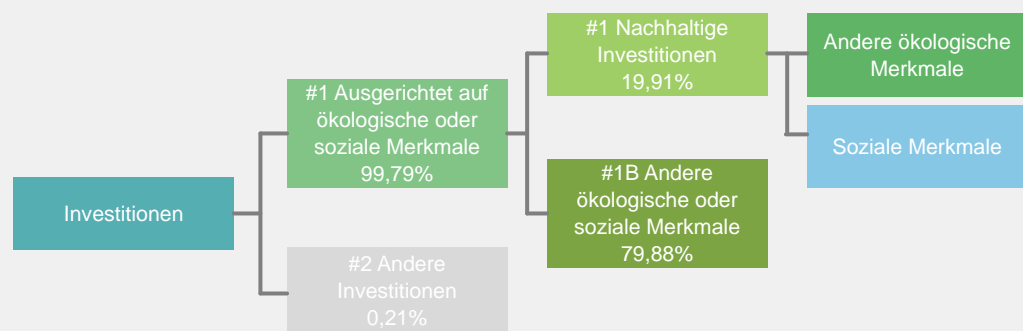 Investitionen
#1 Ausgerichtet auf
ökologische oder
soziale Merkmale
99,79%
#2 Andere
Investitionen
0,21%
#1 Nachhaltige
Investitionen
19,91%
#1B Andere
ökologische oder
soziale Merkmale
79,88%
Andere ökologische
Merkmale
Soziale Merkmale